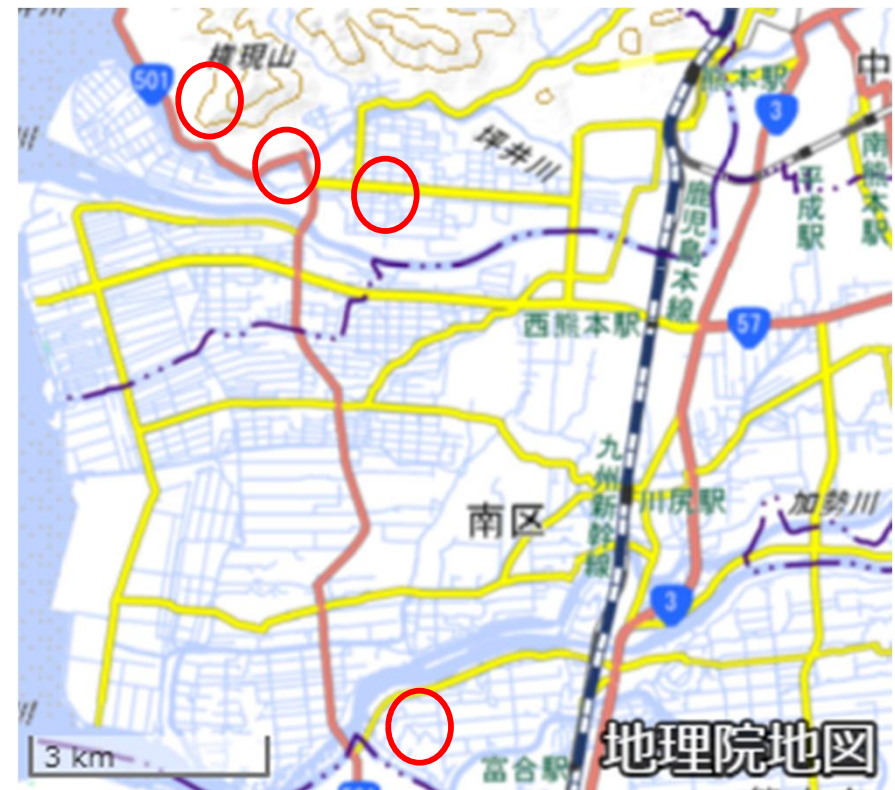 権現山
501
熊本駅
中
3
坪井川
南熊本駅
平成駅
鹿児島本線
西熊本駅
57
九州新幹線
川尻駅
加勢川
南区
3
3 km
富合駅
地理院地図